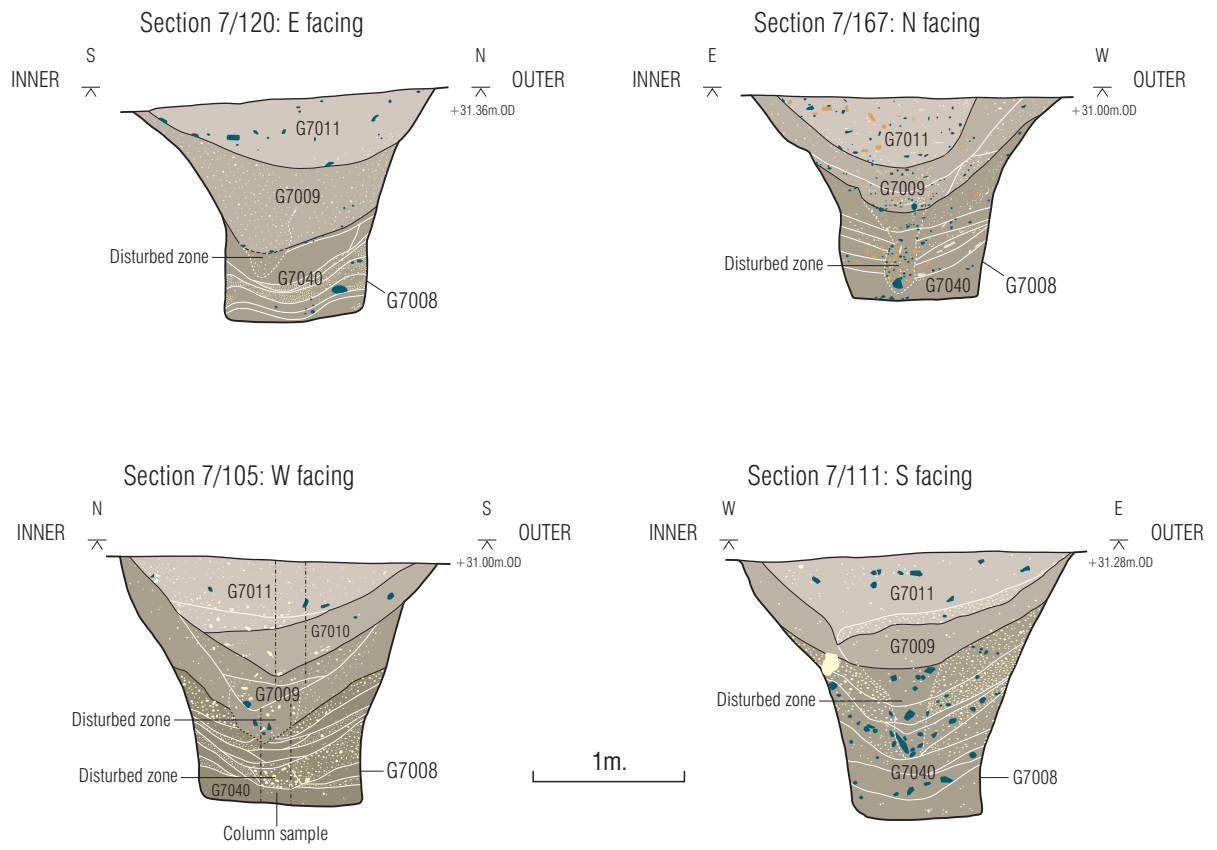 Section 7/120: E facing
S
N
INNER
OUTER
+31.36m.OD
G7011
G7009
Disturbed zone
G7040
G7008
Section 7/167: N facing
E
W
INNER
OUTER
+31.00m.OD
G7011
G7009
Disturbed zone
G7040
G7008
Section 7/105: W facing
N
S
INNER
OUTER
+31.00m.OD
G7011
G7010
G7009
Disturbed zone
Disturbed zone
G7008
G7040
Column sample
1m.
Section 7/111: S facing
W
E
INNER
OUTER
+31.28m.OD
G7011
G7009
Disturbed zone
G7040
G7008